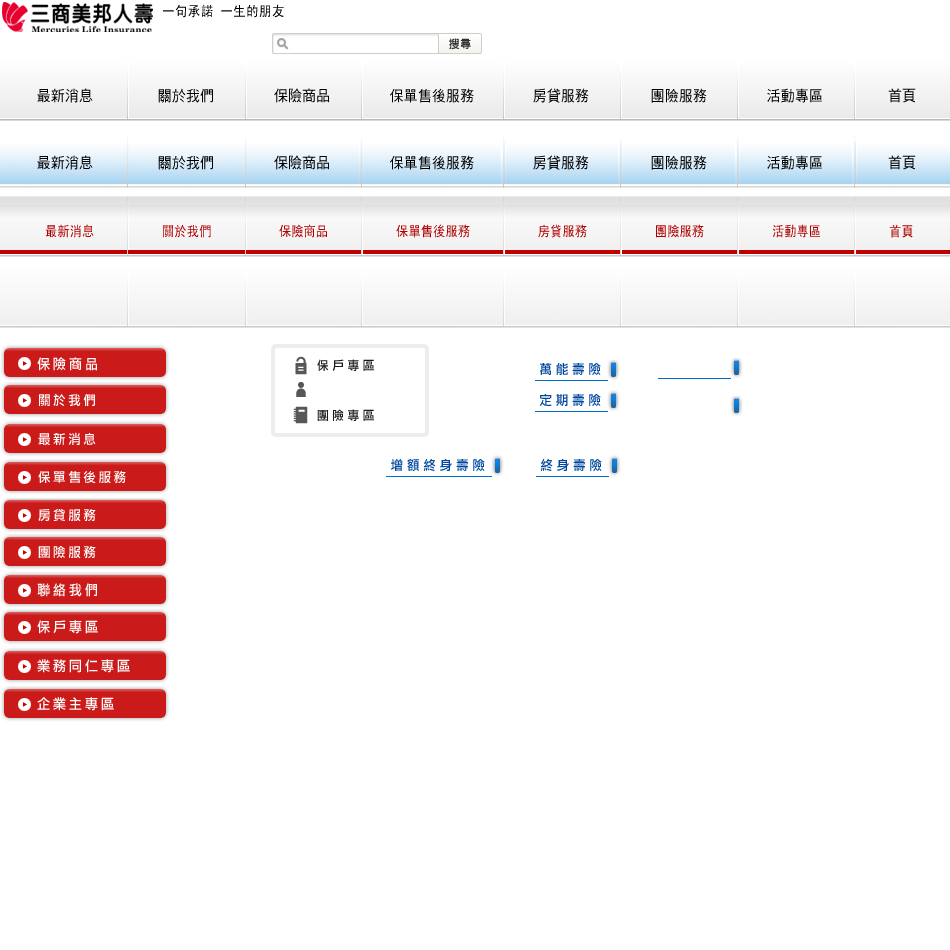 三商美邦人壽 一句承諾 一生的朋友
Mercuries Life Insurance
搜尋
最新消息 關於我們 保險商品 保單售後服務 房貸服務 團險服務 活動專區 首頁
最新消息 關於我們 保險商品 保單售後服務 房貸服務 團險服務 活動專區 首頁
最新消息 關於我們 保險商品 保單售後服務 房貸服務 團險服務 活動專區 首頁
保險商品
關於我們
最新消息
保單售後服務
房貸服務
團險服務
聯絡我們
保戶專區
業務同仁專區
企業主專區
保戶專區
團險專區
萬能壽險
定期壽險
增額終身壽險 終身壽險